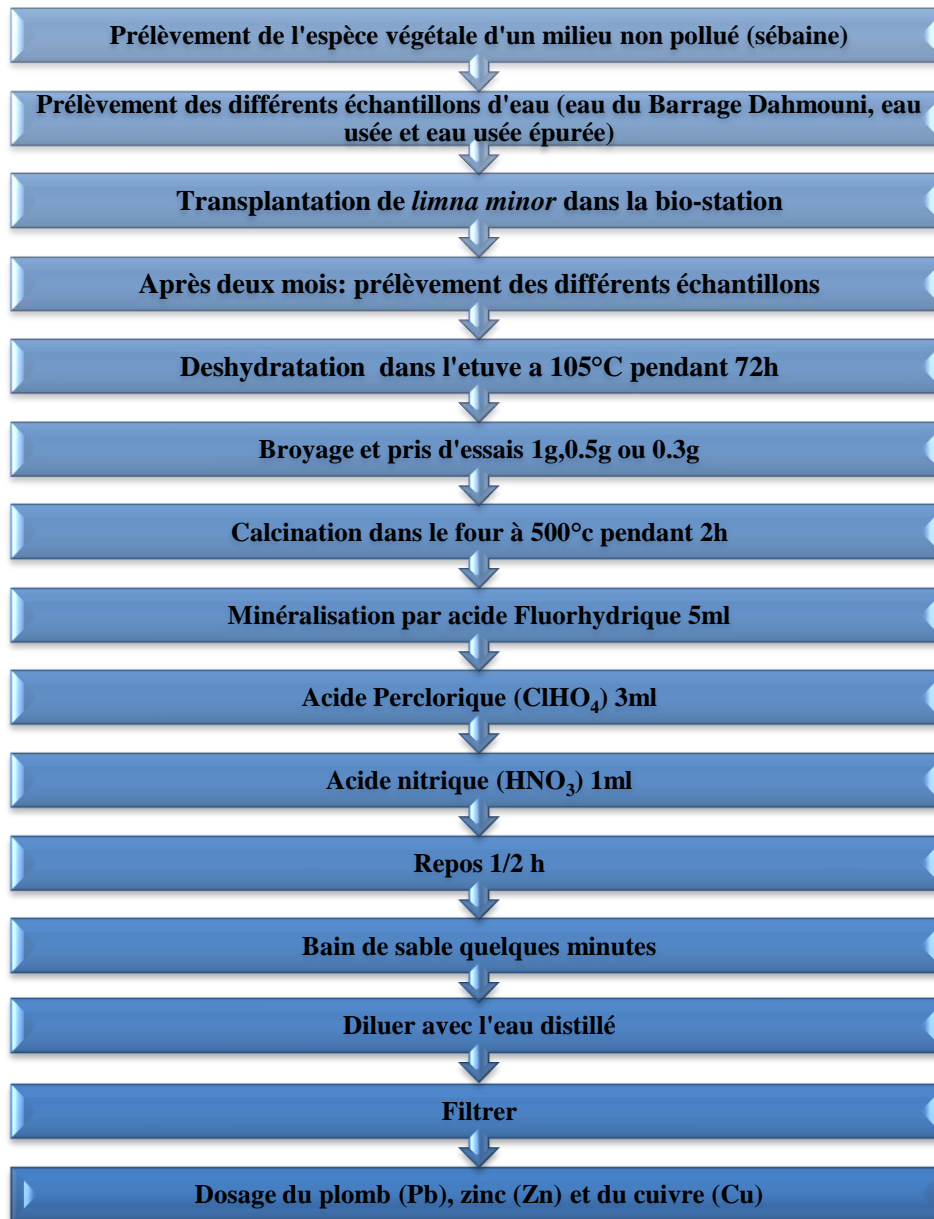 Prélèvement de l'espèce végétale d'un milieu non pollué (sébaine)
Prélèvement des différents échantillons d'eau (eau du Barrage Dahmouni, eau
usée et eau usée épurée)
Transplantation de limna minor dans la bio-station
Après deux mois: prélèvement des différents échantillons
Deshydratation dans l'etuve a 105°C pendant 72h
Broyage et pris d'essais 1g,0.5g ou 0.3g
Calcination dans le four à 500°c pendant 2h
Minéralisation par acide Fluorhydrique 5ml
Acide Perclorique (ClHO₄) 3ml
Acide nitrique (HNO₃) 1ml
Repos 1/2 h
Bain de sable quelques minutes
Diluer avec l'eau distillé
Filtrer
Dosage du plomb (Pb), zinc (Zn) et du cuivre (Cu)